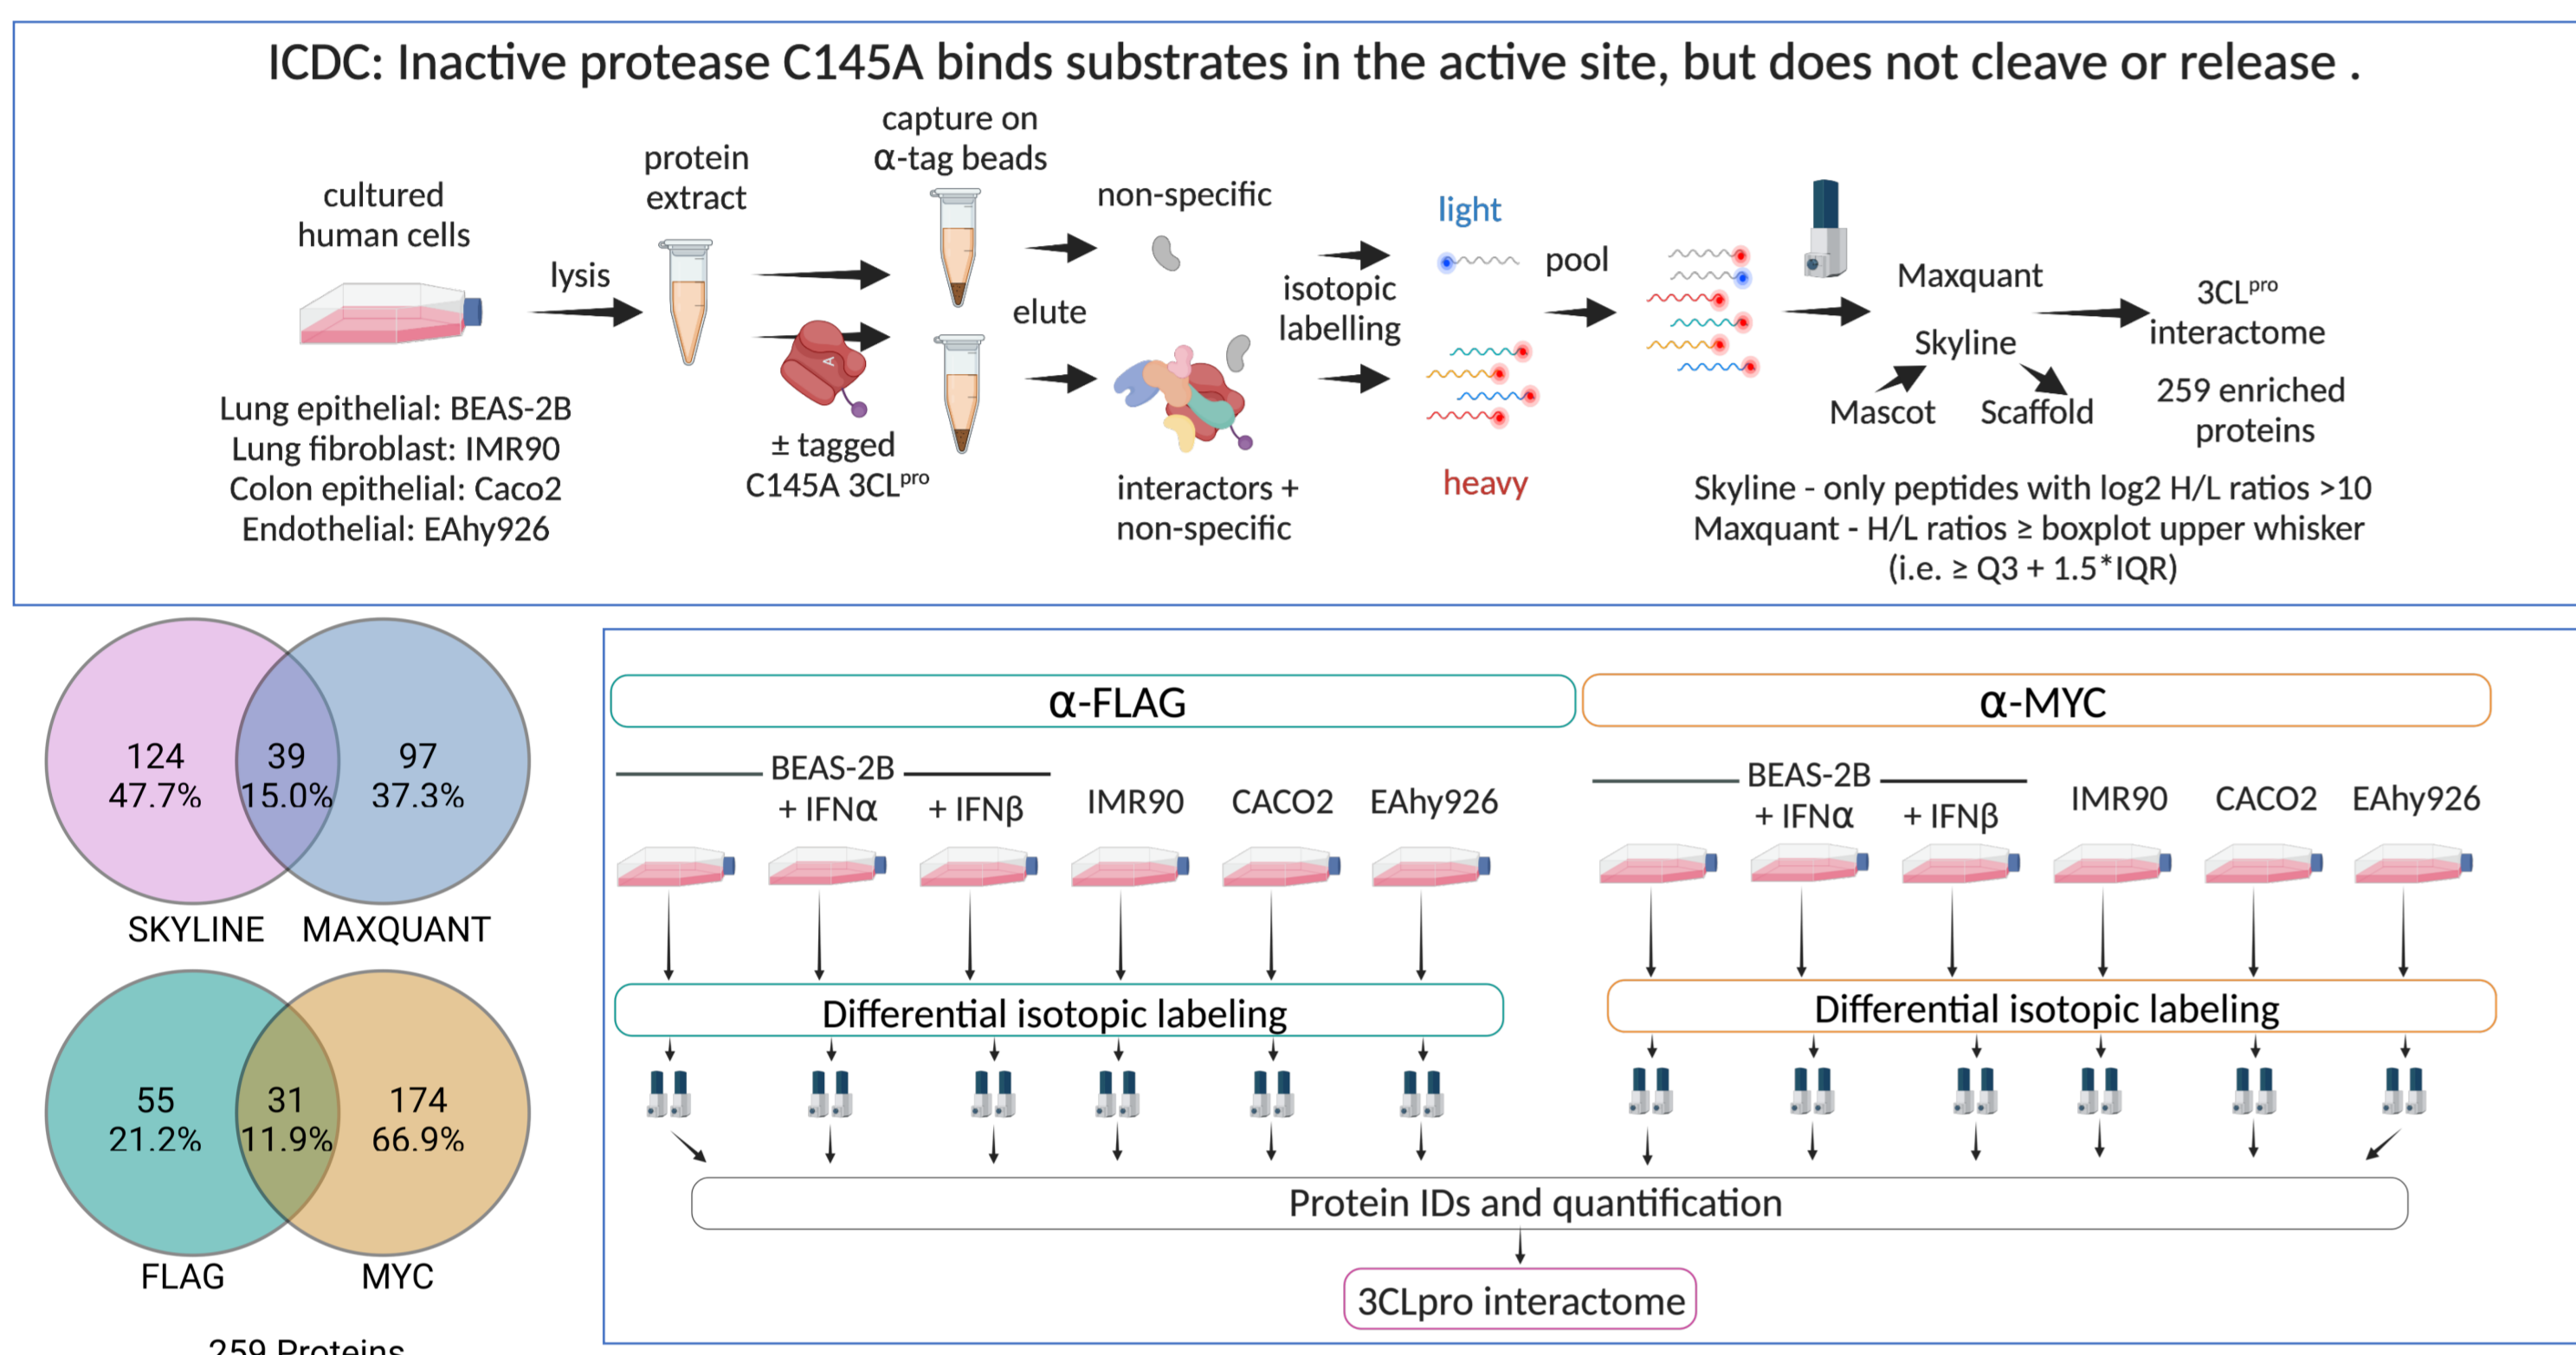 ICDC: Inactive protease C145A binds substrates in the active site, but does not cleave or release .
cultured
human cells
lysis
protein
extract
capture on
α-tag beads
± tagged
C145A 3CLpro
A
elute
non-specific
interactors +
non-specific
isotopic
labelling
light
heavy
pool
Maxquant
Skyline
Mascot
Scaffold
3CLpro
interactome
259 enriched
proteins
Lung epithelial: BEAS-2B
Lung fibroblast: IMR90
Colon epithelial: Caco2
Endothelial: EAhy926
Skyline - only peptides with log2 H/L ratios >10
Maxquant - H/L ratios ≥ boxplot upper whisker
(i.e. ≥ Q3 + 1.5*IQR)
124
47.7%
39
15.0%
97
37.3%
SKYLINE
MAXQUANT
55
21.2%
31
11.9%
174
66.9%
FLAG
MYC
259 Proteins
α-FLAG
BEAS-2B
+ IFNα
+ IFNβ
IMR90
CACO2
EAhy926
Differential isotopic labeling
α-MYC
BEAS-2B
+ IFNα
+ IFNβ
IMR90
CACO2
EAhy926
Differential isotopic labeling
Protein IDs and quantification
3CLpro interactome